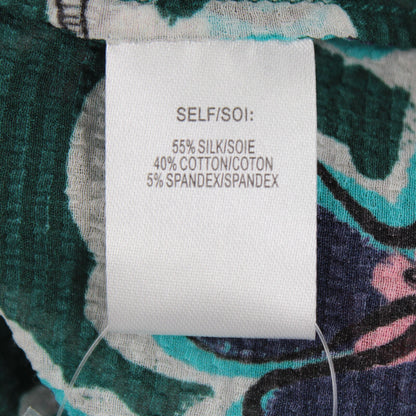 SELF/SOI:
55% SILK/SOIE
40% COTTON/COTON
5% SPANDEX/SPANDEX